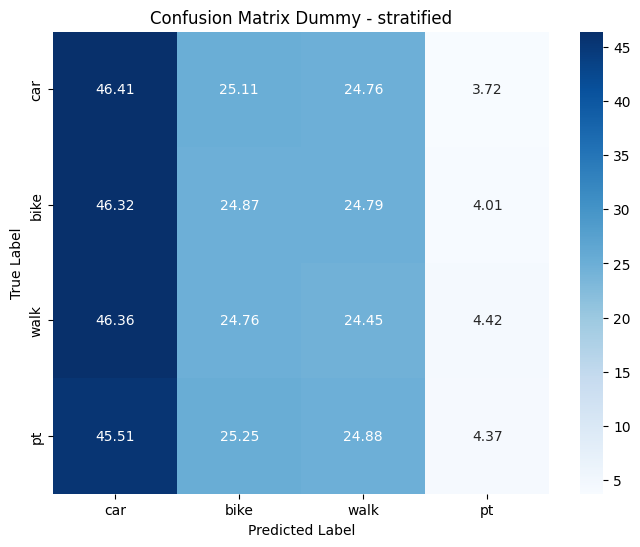 Confusion Matrix Dummy - stratified
True Label
car 46.41 25.11 24.76 3.72
bike 46.32 24.87 24.79 4.01
walk 46.36 24.76 24.45 4.42
pt 45.51 25.25 24.88 4.37
car bike walk pt
Predicted Label
45
40
35
30
25
20
15
10
5